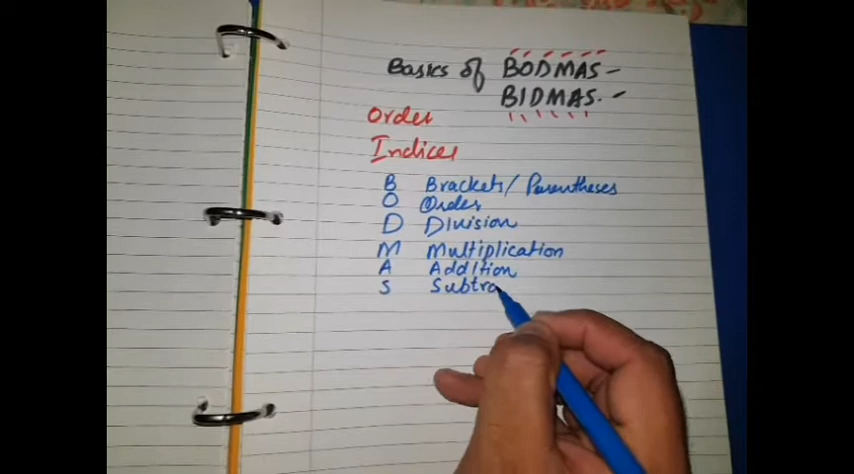 Basics of BODMAS -
BIDMAS. -
Order
Indices
B Brackets/ Parentheses
O Order
D Division
M Multiplication
A Addition
S Subtra